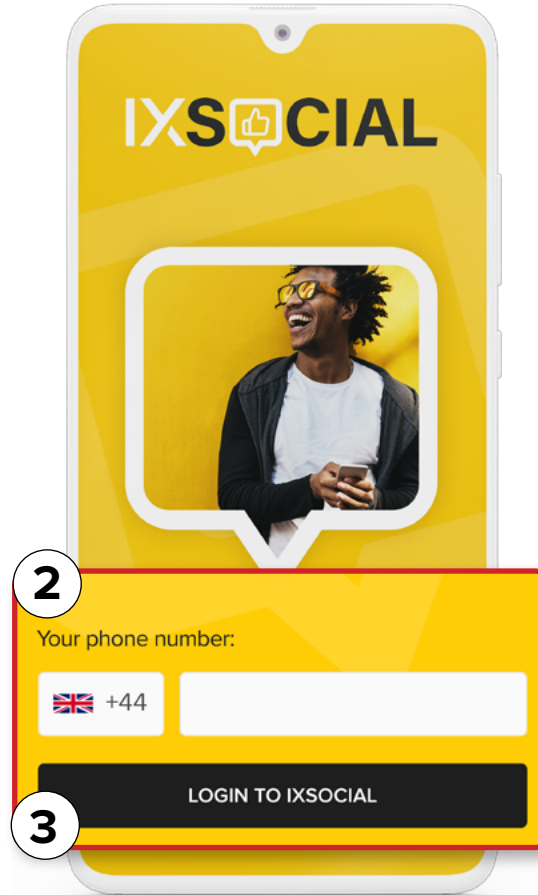 IXSOCIAL
2
Your phone number:
+44
LOGIN TO IXSOCIAL
3